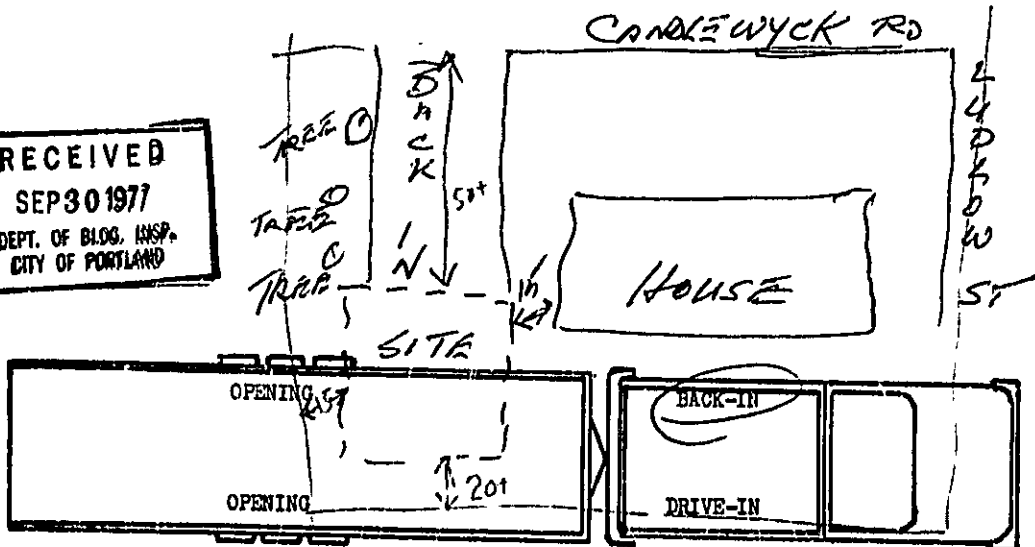 CANDLEWYCK RD
RECEIVED
SEP 30 1977
DEPT. OF BLDG. INSP.
CITY OF PORTLAND
BACK IN
50+
LUDLOW ST
TREE
TREE
TREE
HOUSE
SITE
OPENING
BACK-IN
20+
OPENING
DRIVE-IN